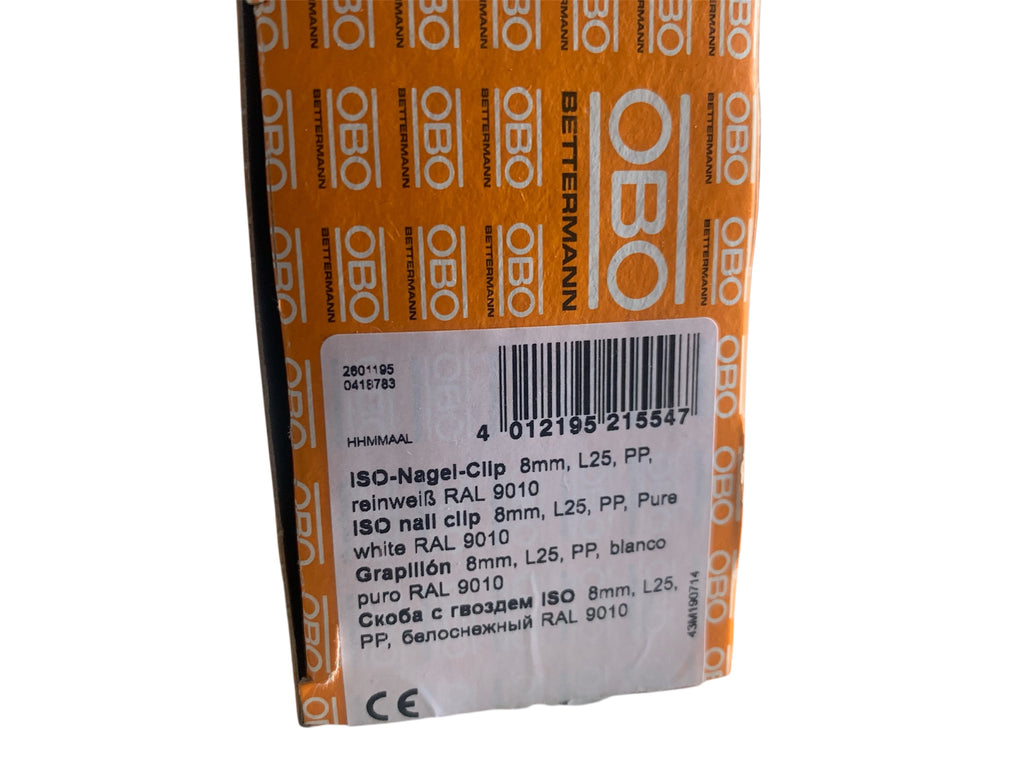 OBO
BETTERMANN
2601195
0418783
HHMMAAL
4 012195 215547
ISO-Nagel-Clip 8mm, L25, PP,
reinweiß RAL 9010
ISO nail clip 8mm, L25, PP, Pure
white RAL 9010
Grapillón 8mm, L25, PP, blanco
puro RAL 9010
Скоба с гвоздем ISO 8mm, L25,
PP, белоснежный RAL 9010
43M190714
CE